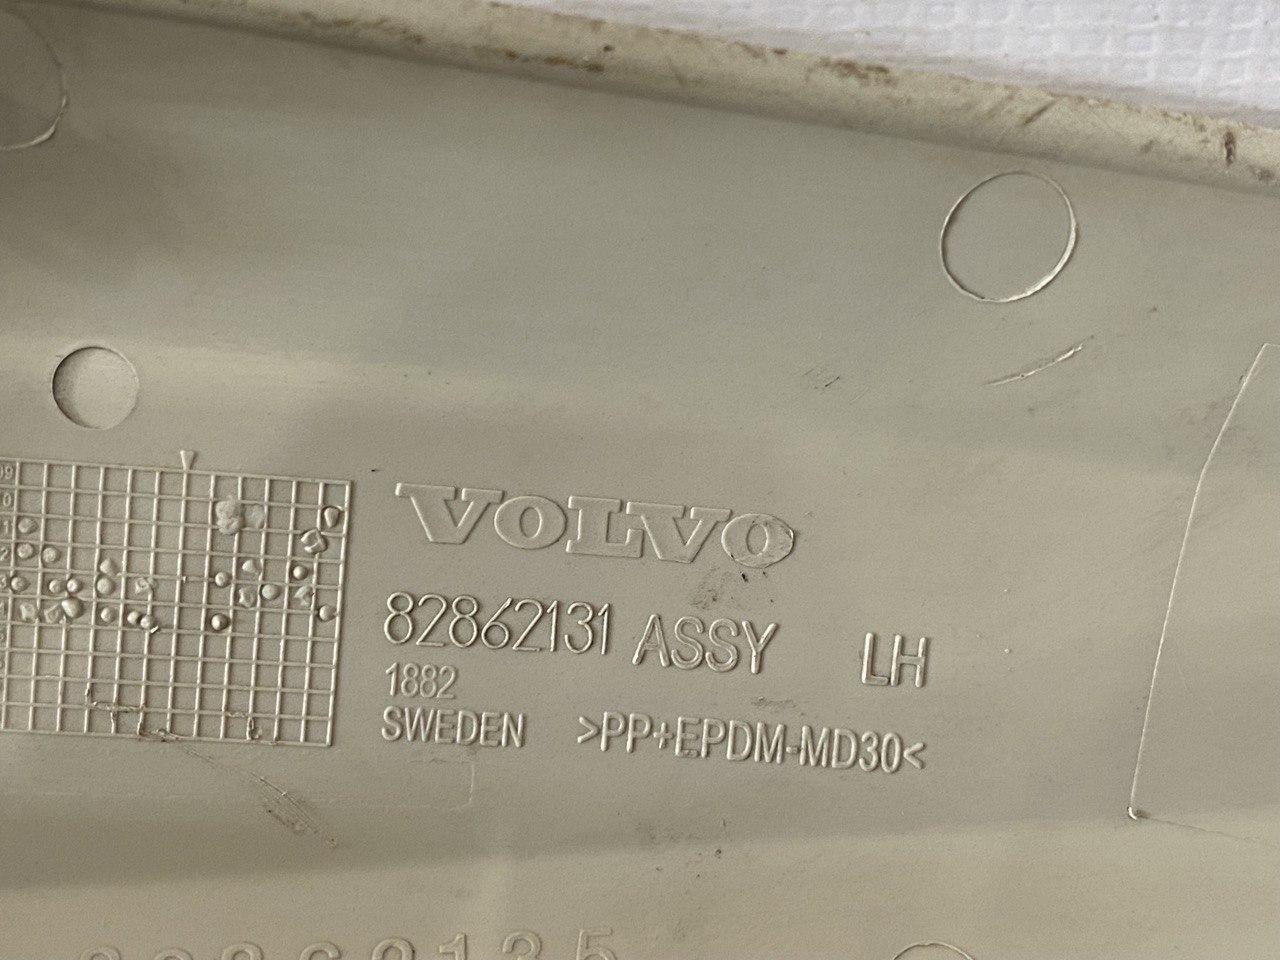 VOLVO
82862131 ASSY LH
1882
SWEDEN >PP+EPDM-MD30<